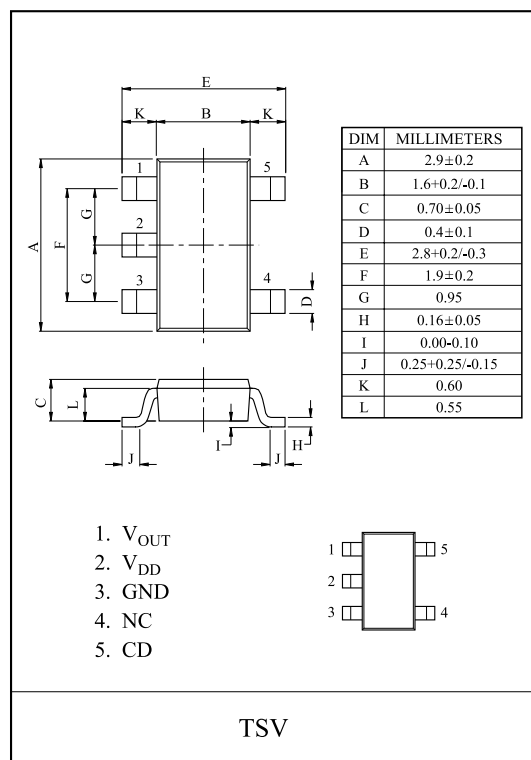 E
K B K
1 5
2
3 4
A
F
G
G
D
DIM MILLIMETERS
A 2.9±0.2
B 1.6+0.2/-0.1
C 0.70±0.05
D 0.4±0.1
E 2.8+0.2/-0.3
F 1.9±0.2
G 0.95
H 0.16±0.05
I 0.00-0.10
J 0.25+0.25/-0.15
K 0.60
L 0.55
C
L
I
H
J J
1. VOUT
2. VDD
3. GND
4. NC
5. CD
1 5
2
3 4
TSV